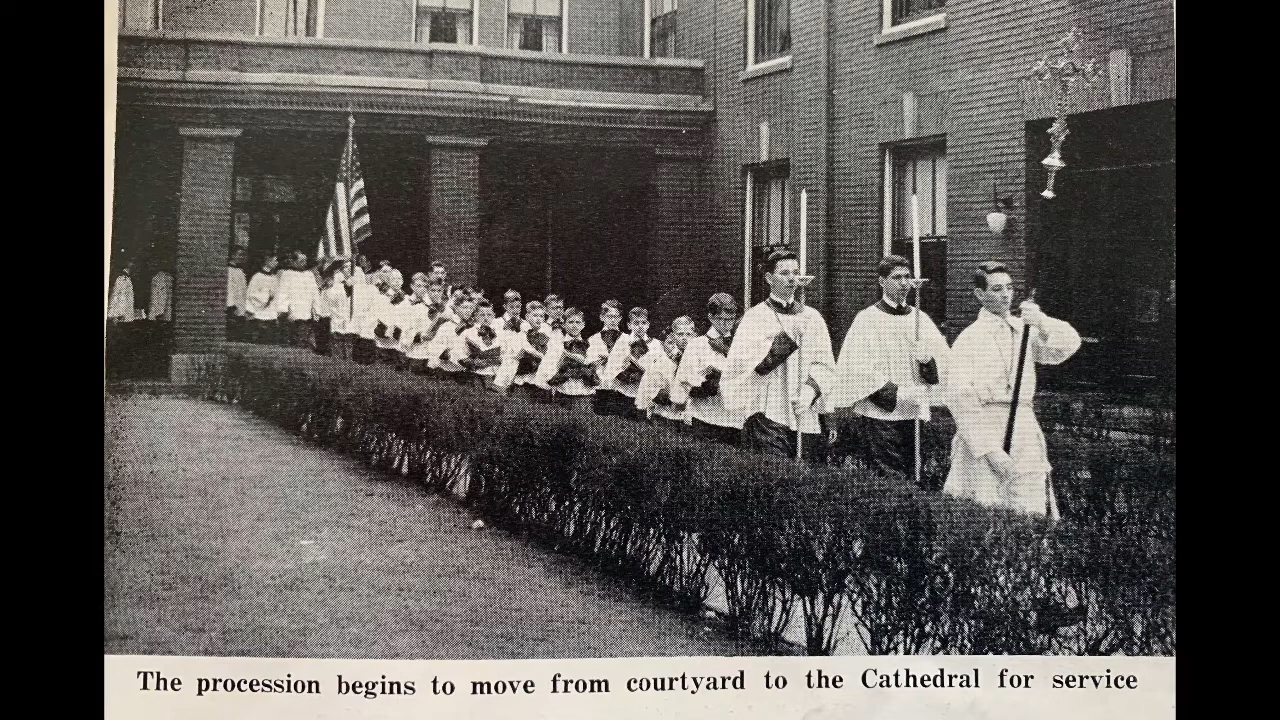 The procession begins to move from courtyard to the Cathedral for service